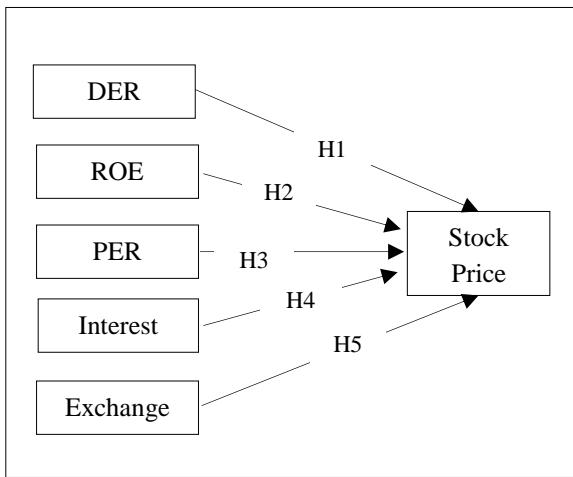 DER
H1
ROE
H2
Stock
Price
PER
H3
H4
Interest
H5
Exchange